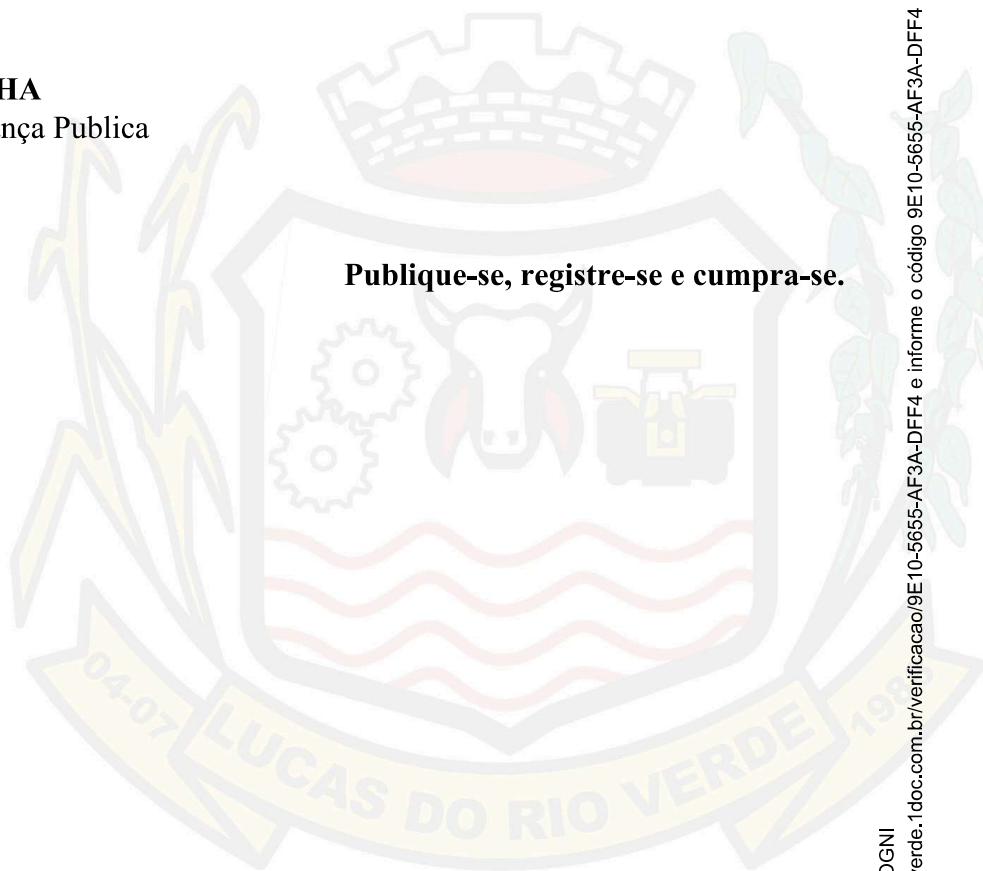 HA
nça Publica
Publique-se, registre-se e cumpra-se.
04-07
LUCAS DO RIO VERDE
198
OGNI
verde.1doc.com.br/verificacao/9E10-5655-AF3A-DFF4 e informe o código 9E10-5655-AF3A-DFF4